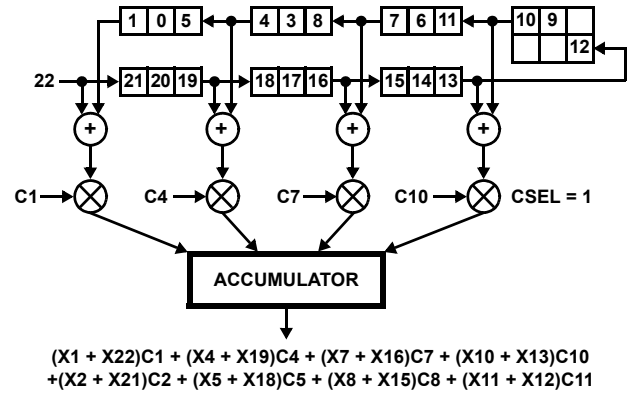 1 0 5 4 3 8 7 6 11 10 9
12
22 21 20 19 18 17 16 15 14 13
+ + + +
C1 C4 C7 C10 CSEL = 1
ACCUMULATOR
(X1 + X22)C1 + (X4 + X19)C4 + (X7 + X16)C7 + (X10 + X13)C10
+(X2 + X21)C2 + (X5 + X18)C5 + (X8 + X15)C8 + (X11 + X12)C11